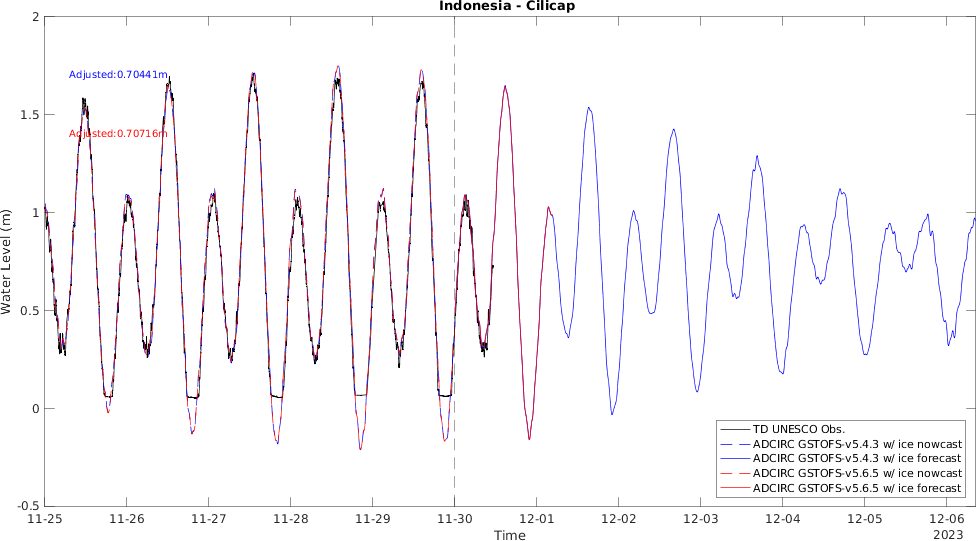 Indonesia - Cilicap
2
1.5
1
0.5
0
-0.5
Water Level (m)
Adjusted:0.70441m
Adjusted:0.70716m
TD UNESCO Obs.
ADCIRC GSTOFS-v5.4.3 w/ ice nowcast
ADCIRC GSTOFS-v5.4.3 w/ ice forecast
ADCIRC GSTOFS-v5.6.5 w/ ice nowcast
ADCIRC GSTOFS-v5.6.5 w/ ice forecast
11-25 11-26 11-27 11-28 11-29 11-30 12-01 12-02 12-03 12-04 12-05 12-06
Time
2023